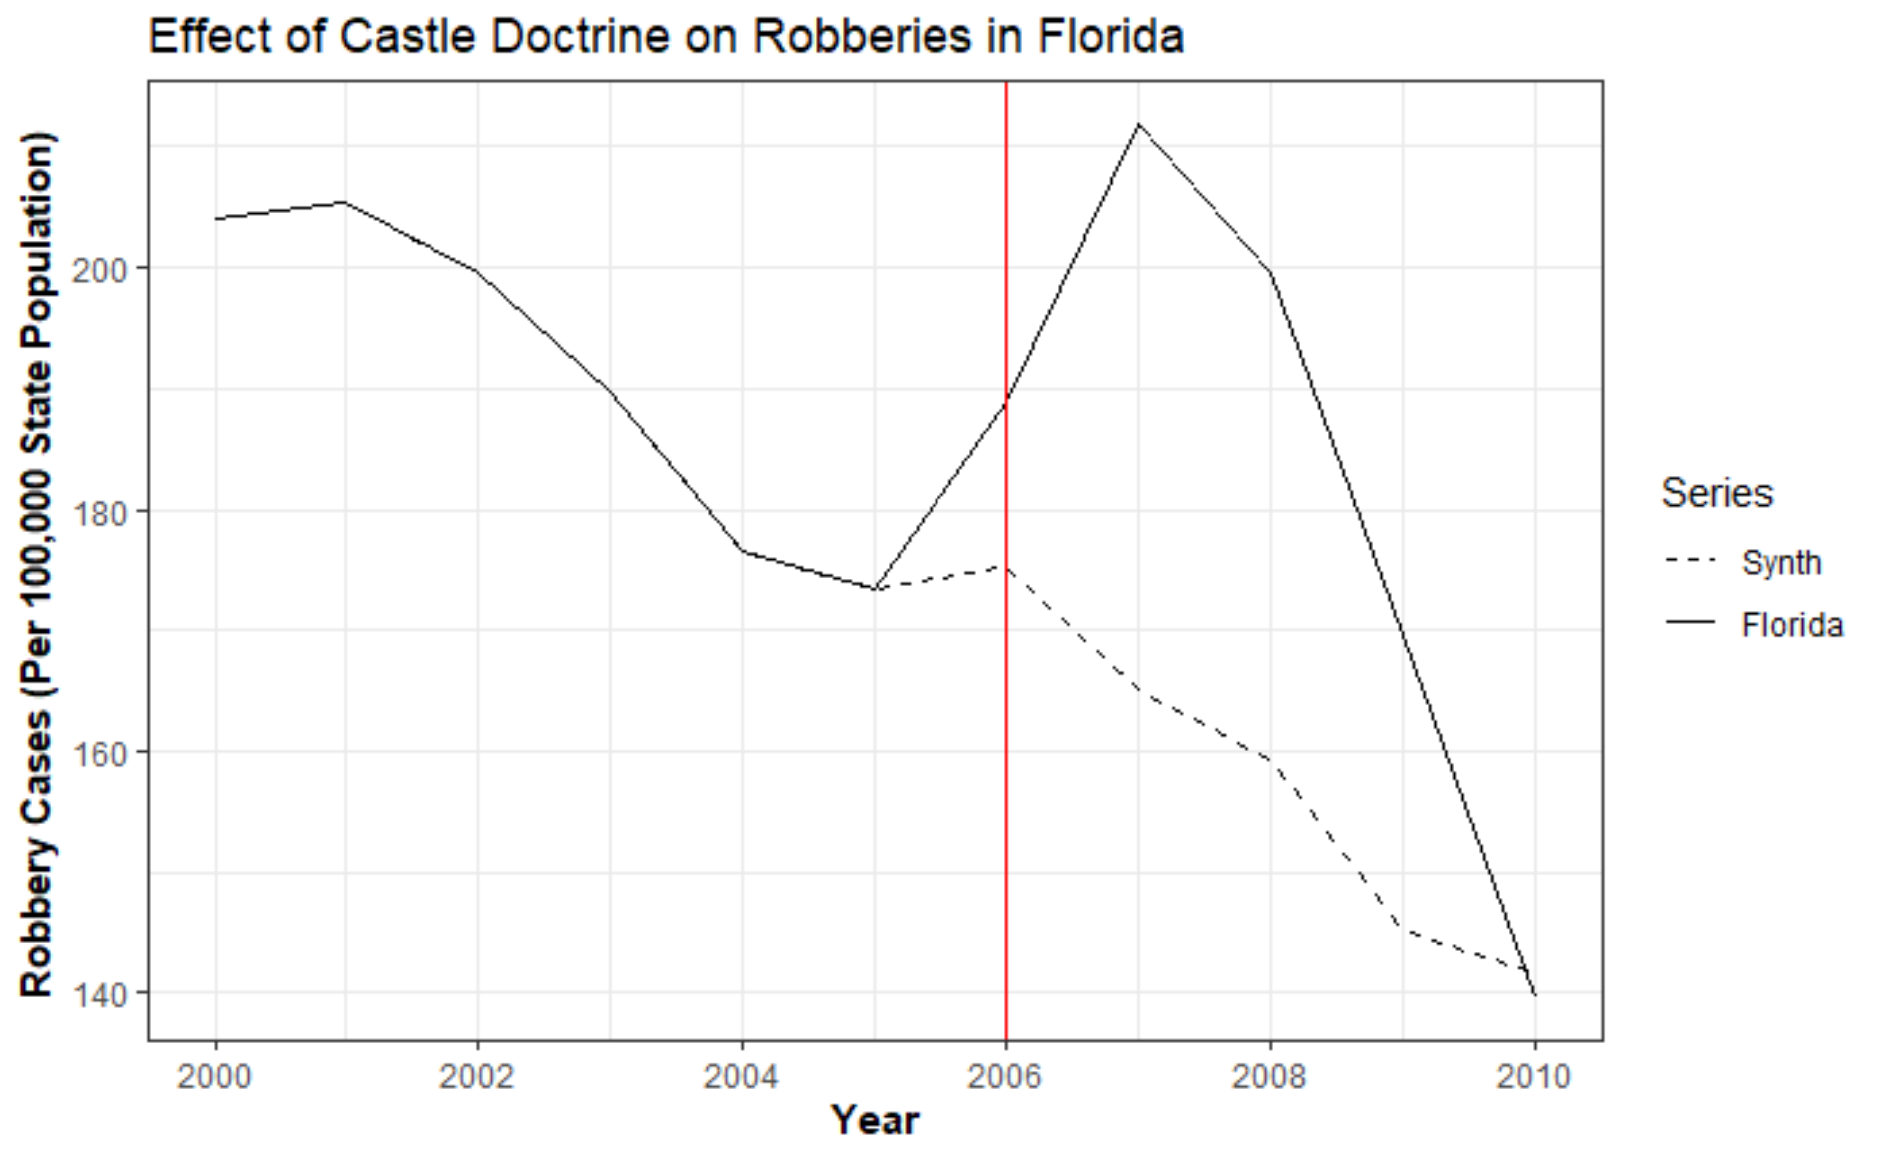 Effect of Castle Doctrine on Robberies in Florida
Robbery Cases (Per 100,000 State Population)
200
180
160
140
2000 2002 2004 2006 2008 2010
Year
Series
Synth
Florida